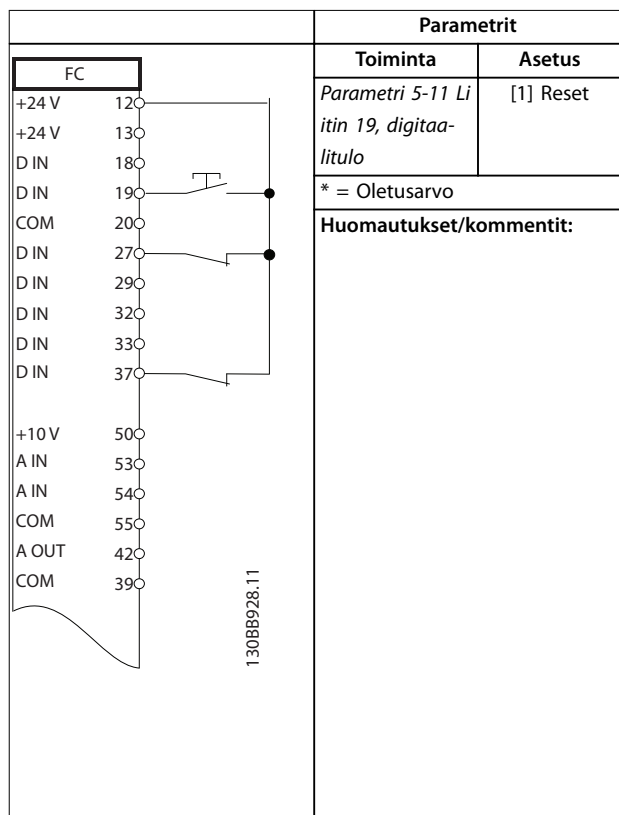 Parametrit
Toiminta Asetus
Parametri 5-11 Li
itin 19, digitaa-
litulo
[1] Reset
* = Oletusarvo
Huomautukset/kommentit:
FC
+24 V 12
+24 V 13
D IN 18
D IN 19
COM 20
D IN 27
D IN 29
D IN 32
D IN 33
D IN 37
+10 V 50
A IN 53
A IN 54
COM 55
A OUT 42
COM 39
130BB928.11